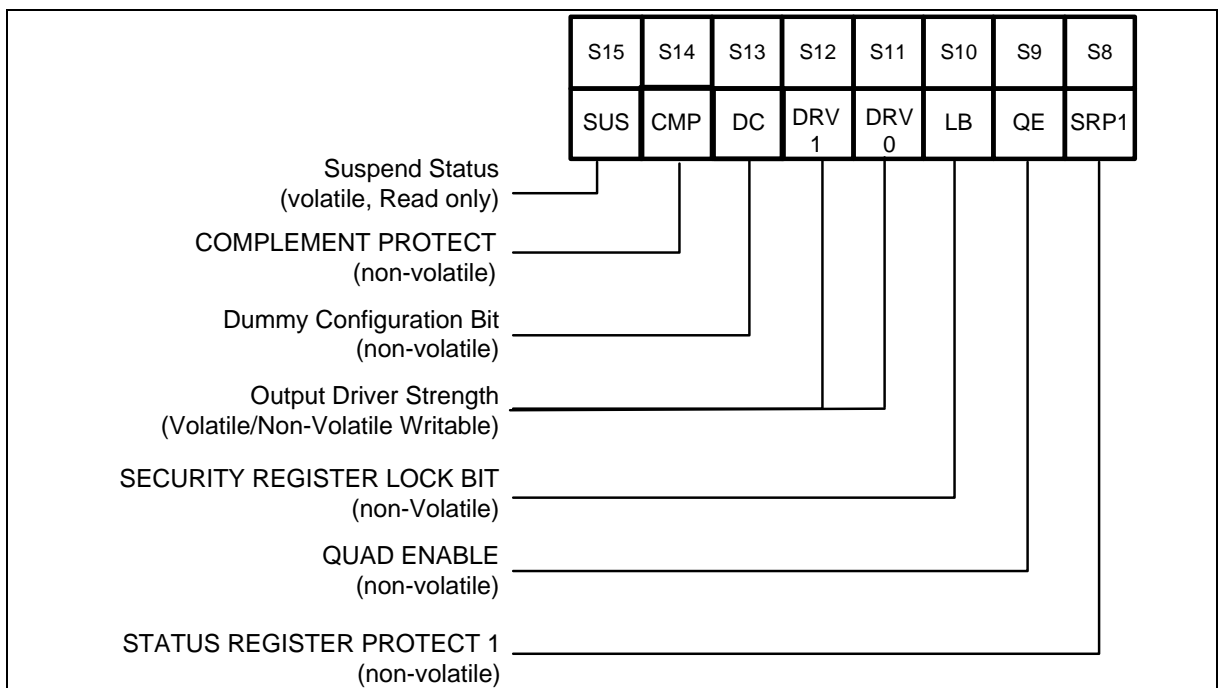 S15 S14 S13 S12 S11 S10 S9 S8
SUS CMP DC DRV 1 DRV 0 LB QE SRP1
Suspend Status
(volatile, Read only)
COMPLEMENT PROTECT
(non-volatile)
Dummy Configuration Bit
(non-volatile)
Output Driver Strength
(Volatile/Non-Volatile Writable)
SECURITY REGISTER LOCK BIT
(non-Volatile)
QUAD ENABLE
(non-volatile)
STATUS REGISTER PROTECT 1
(non-volatile)